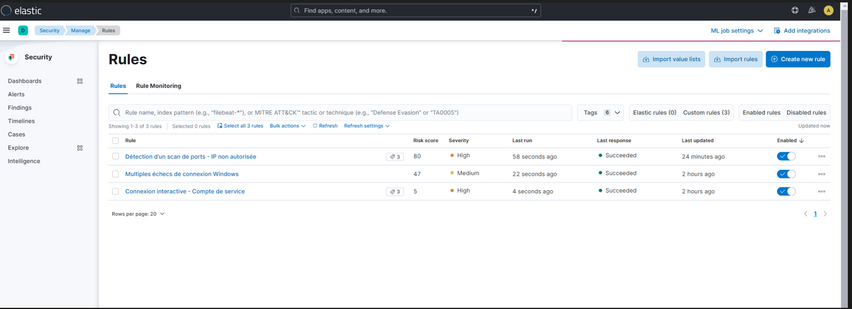 elastic
Find apps, content, and more. ^/
D Security Manage Rules ML job settings Add integrations
Security
Dashboards
Alerts
Findings
Timelines
Cases
Explore
Intelligence
Rules Import value lists Import rules Create new rule
Rules Rule Monitoring
Rule name, index pattern (e.g., "filebeat-*"), or MITRE ATT&CK™ tactic or technique (e.g., "Defense Evasion" or "TA0005") Tags 6 Elastic rules (0) Custom rules (3) Enabled rules Disabled rules
Showing 1-3 of 3 rules Selected 0 rules Select all 3 rules Bulk actions Refresh Refresh settings Updated now
Rule Risk score Severity Last run Last response Last updated Enabled
Détection d'un scan de ports - IP non autorisée 3 80 High 58 seconds ago Succeeded 24 minutes ago
Multiples échecs de connexion Windows 47 Medium 22 seconds ago Succeeded 2 hours ago
Connexion interactive - Compte de service 3 5 High 4 seconds ago Succeeded 2 hours ago
Rows per page: 20 1